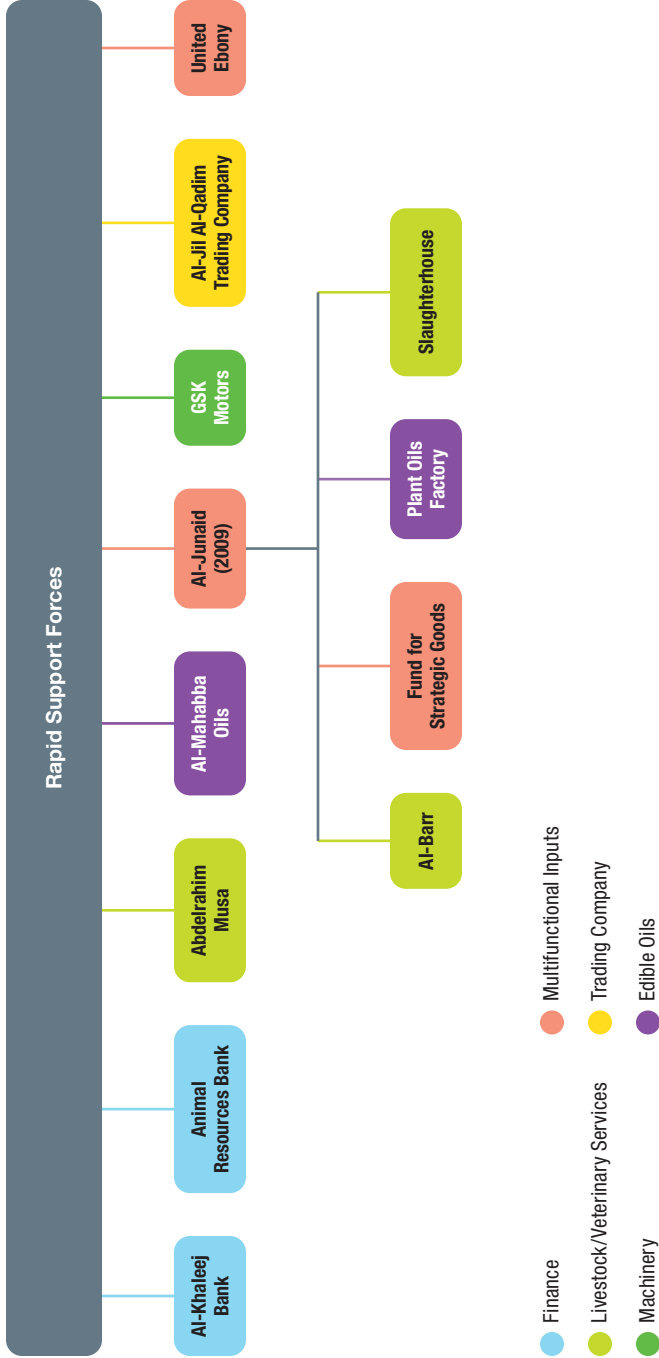 Rapid Support Forces
Al-Khaleej
Bank
Animal
Resources Bank
Abdelrahim
Musa
Al-Mahabba
Oils
Al-Junaid
(2009)
GSK
Motors
Al-Jil Al-Qadim
Trading Company
United
Ebony
Al-Barr
Fund for
Strategic Goods
Plant Oils
Factory
Slaughterhouse
Finance
Livestock/Veterinary Services
Machinery
Multifunctional Inputs
Trading Company
Edible Oils